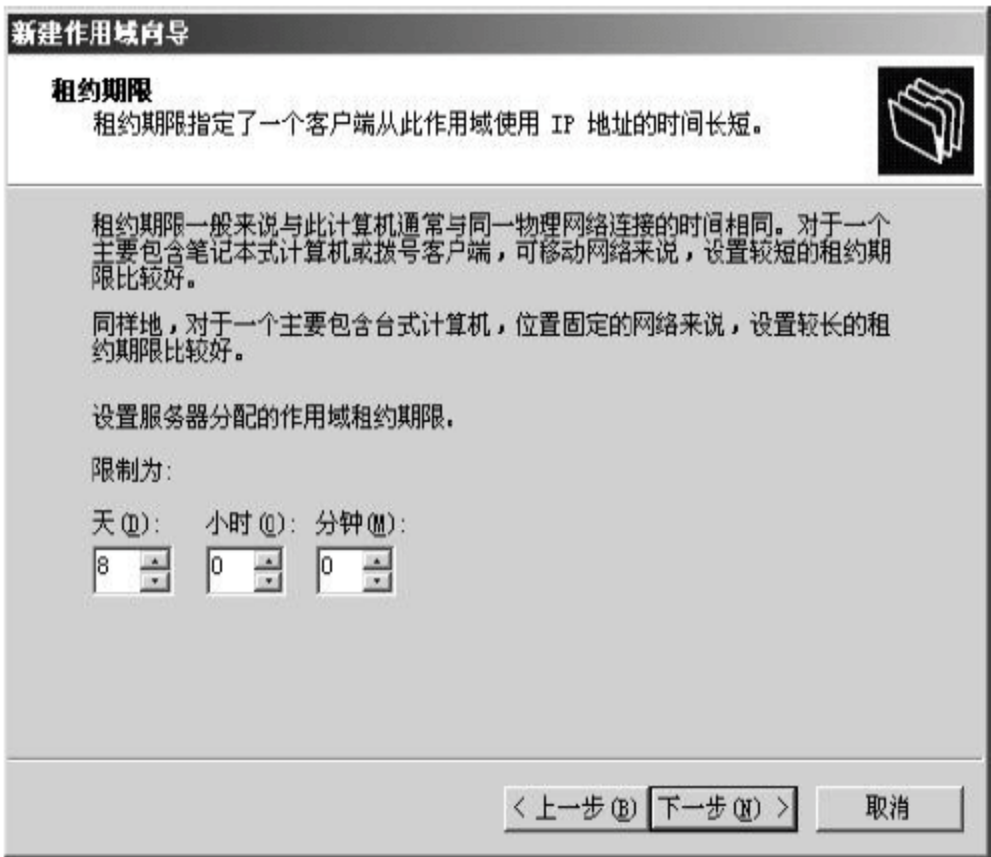 新建作用域向导
租约期限
租约期限指定了一个客户端从此作用域使用 IP 地址的时间长短。
租约期限一般来说与此计算机通常与同一物理网络连接的时间相同。对于一个
主要包含笔记本式计算机或拨号客户端，可移动网络来说，设置较短的租约期
限比较好。
同样地，对于一个主要包含台式计算机，位置固定的网络来说，设置较长的租
约期限比较好。
设置服务器分配的作用域租约期限。
限制为:
天(D): 小时(O): 分钟(M):
8 0 0
< 上一步(B) 下一步(N) > 取消